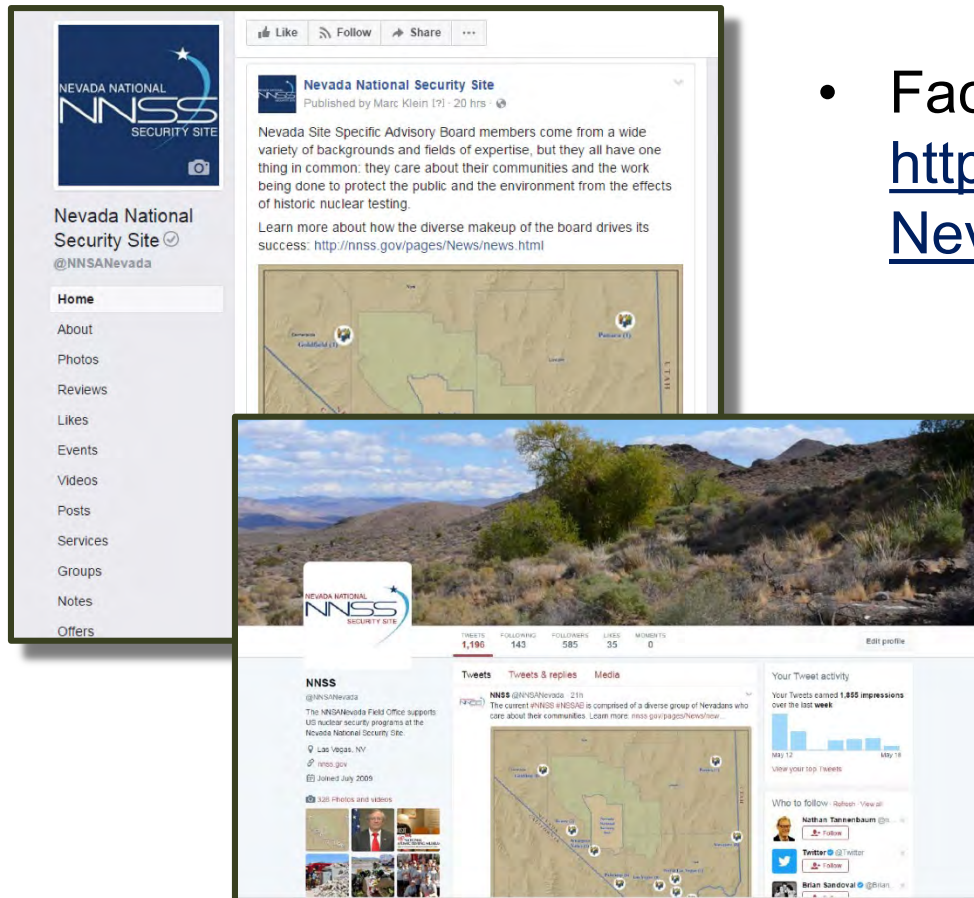 NEVADA NATIONAL
NNSS
SECURITY SITE
Nevada National
Security Site
@NNSANevada
Home
About
Photos
Reviews
Likes
Events
Videos
Posts
Services
Groups
Notes
Offers
Like Follow Share ...
Nevada National Security Site
Published by Marc Klein [?] · 20 hrs ·
Nevada Site Specific Advisory Board members come from a wide
variety of backgrounds and fields of expertise, but they all have one
thing in common: they care about their communities and the work
being done to protect the public and the environment from the effects
of historic nuclear testing.
Learn more about how the diverse makeup of the board drives its
success: http://nnss.gov/pages/News/news.html
Goldfield (1)
Panaca (1)
UTAH
• Fac
http
Nev
NEVADA NATIONAL
NNSS
SECURITY SITE
TWEETS FOLLOWING FOLLOWERS LIKES MOMENTS
1,196 143 585 35 0
Edit profile
NNSS
@NNSANevada
The NNSANevada Field Office supports
US nuclear security programs at the
Nevada National Security Site.
Las Vegas, NV
nnss.gov
Joined July 2009
326 Photos and videos
Tweets Tweets & replies Media
NNSS @NNSANevada · 21h
The current #NNSS #NSSAB is comprised of a diverse group of Nevadans who
care about their communities. Learn more: nnss.gov/pages/News/new...
Your Tweet activity
Your Tweets earned 1,855 impressions
over the last week
May 12 May 18
View your top Tweets
Who to follow · Refresh · View all
Nathan Tannenbaum
Follow
Twitter @Twitter
Follow
Brian Sandoval @Brian...